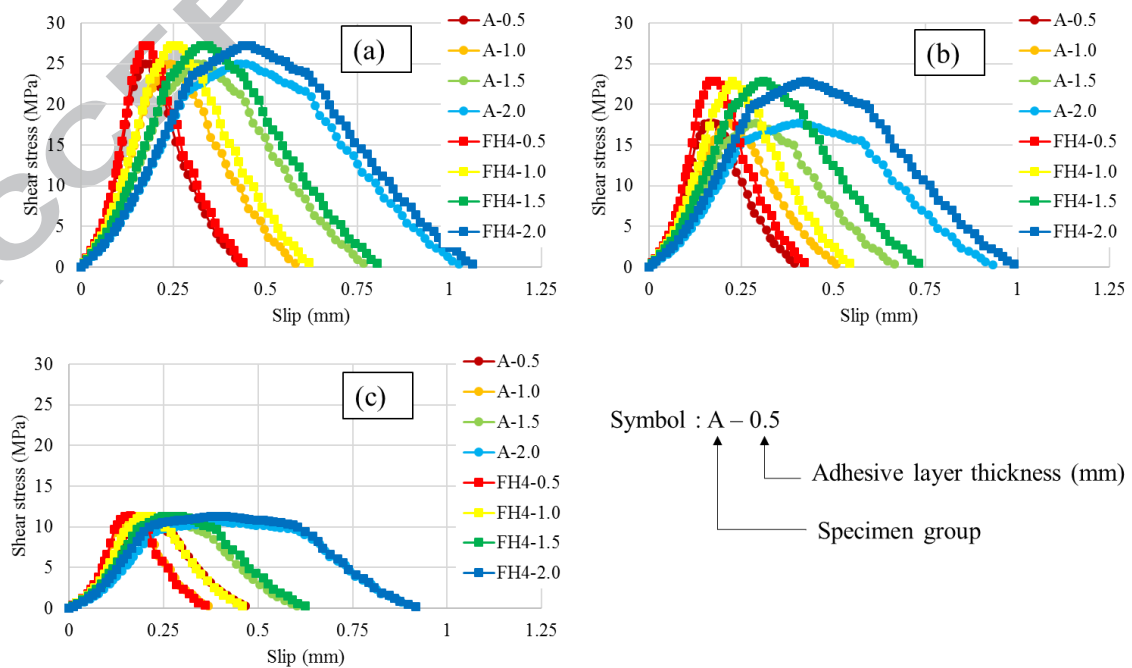 ACCEP
30
25
20
15
10
5
0
Shear stress (MPa)
0
0.25
0.5
0.75
1
1.25
Slip (mm)
(a)
A-0.5
A-1.0
A-1.5
A-2.0
FH4-0.5
FH4-1.0
FH4-1.5
FH4-2.0
30
25
20
15
10
5
0
Shear stress (MPa)
0
0.25
0.5
0.75
1
1.25
Slip (mm)
(b)
A-0.5
A-1.0
A-1.5
A-2.0
FH4-0.5
FH4-1.0
FH4-1.5
FH4-2.0
30
25
20
15
10
5
0
Shear stress (MPa)
0
0.25
0.5
0.75
1
1.25
Slip (mm)
(c)
A-0.5
A-1.0
A-1.5
A-2.0
FH4-0.5
FH4-1.0
FH4-1.5
FH4-2.0
Symbol : A – 0.5
Adhesive layer thickness (mm)
Specimen group